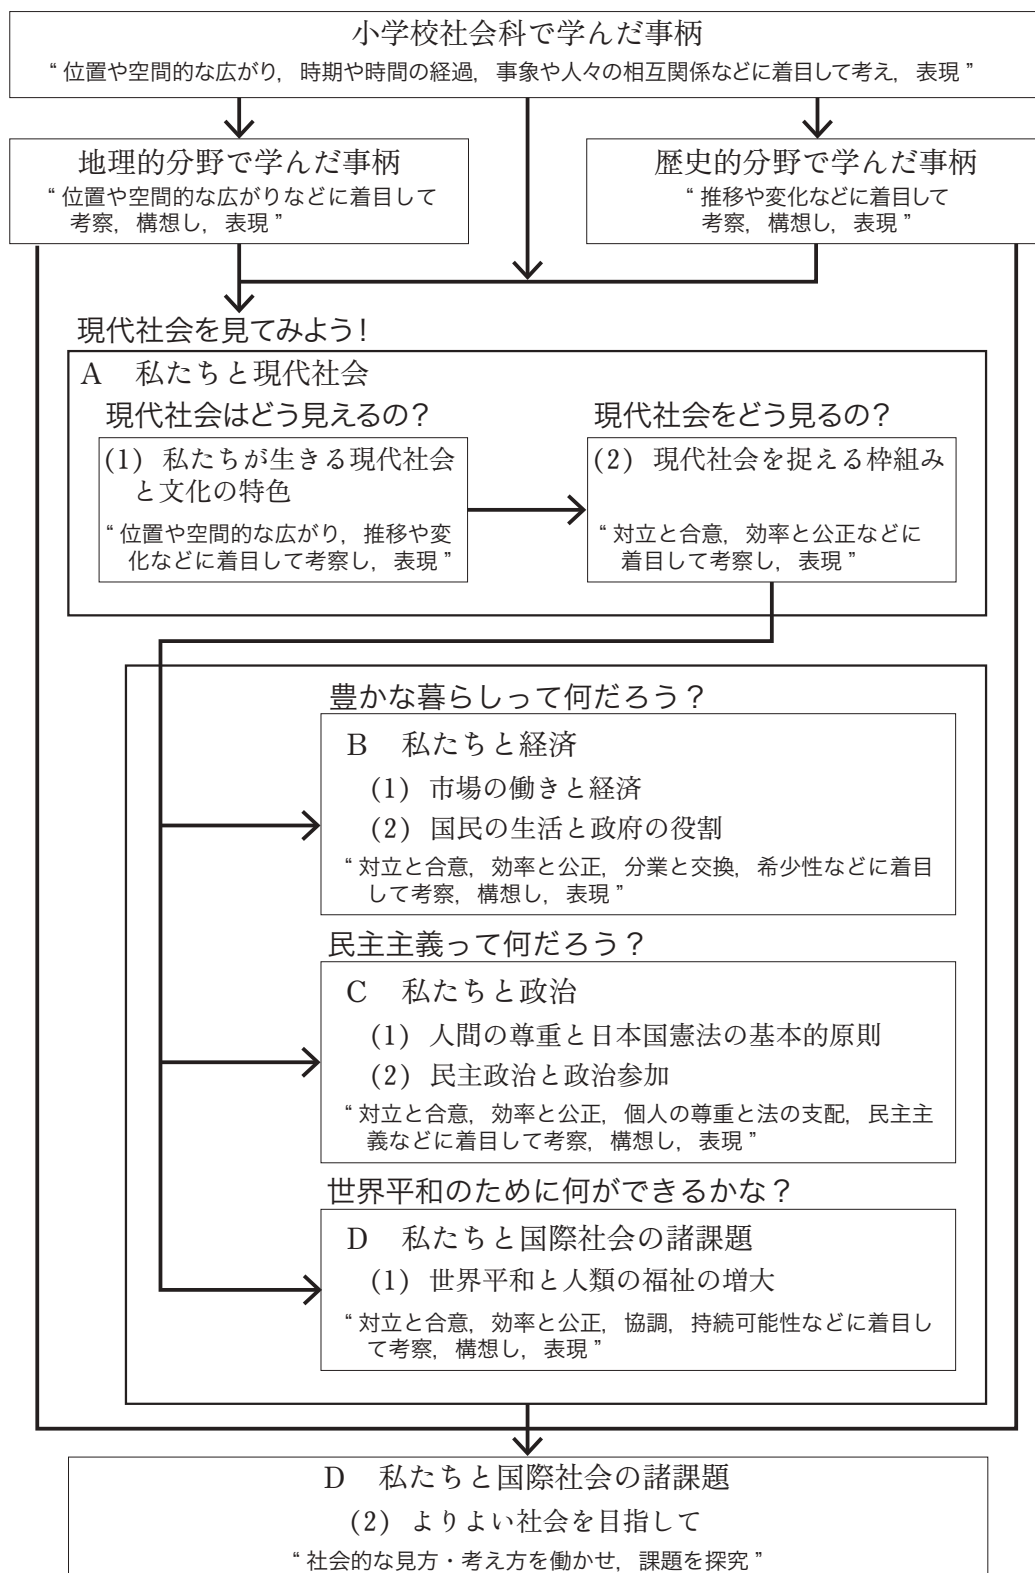 小学校社会科で学んだ事柄
“ 位置や空間的な広がり，時期や時間の経過，事象や人々の相互関係などに着目して考え，表現 ”
地理的分野で学んだ事柄
“ 位置や空間的な広がりなどに着目して
考察，構想し，表現 ”
歴史的分野で学んだ事柄
“ 推移や変化などに着目して
考察，構想し，表現 ”
現代社会を見てみよう！
A　私たちと現代社会
現代社会はどう見えるの？
(1) 私たちが生きる現代社会
と文化の特色
“ 位置や空間的な広がり，推移や変
化などに着目して考察し，表現 ”
現代社会をどう見るの？
(2) 現代社会を捉える枠組み
“ 対立と合意，効率と公正などに
着目して考察し，表現 ”
豊かな暮らしって何だろう？
B　私たちと経済
(1) 市場の働きと経済
(2) 国民の生活と政府の役割
“ 対立と合意，効率と公正，分業と交換，希少性などに着目
して考察，構想し，表現 ”
民主主義って何だろう？
C　私たちと政治
(1) 人間の尊重と日本国憲法の基本的原則
(2) 民主政治と政治参加
“ 対立と合意，効率と公正，個人の尊重と法の支配，民主主
義などに着目して考察，構想し，表現 ”
世界平和のために何ができるかな？
D　私たちと国際社会の諸課題
(1) 世界平和と人類の福祉の増大
“ 対立と合意，効率と公正，協調，持続可能性などに着目し
て考察，構想し，表現 ”
D　私たちと国際社会の諸課題
(2) よりよい社会を目指して
“ 社会的な見方・考え方を働かせ，課題を探究 ”